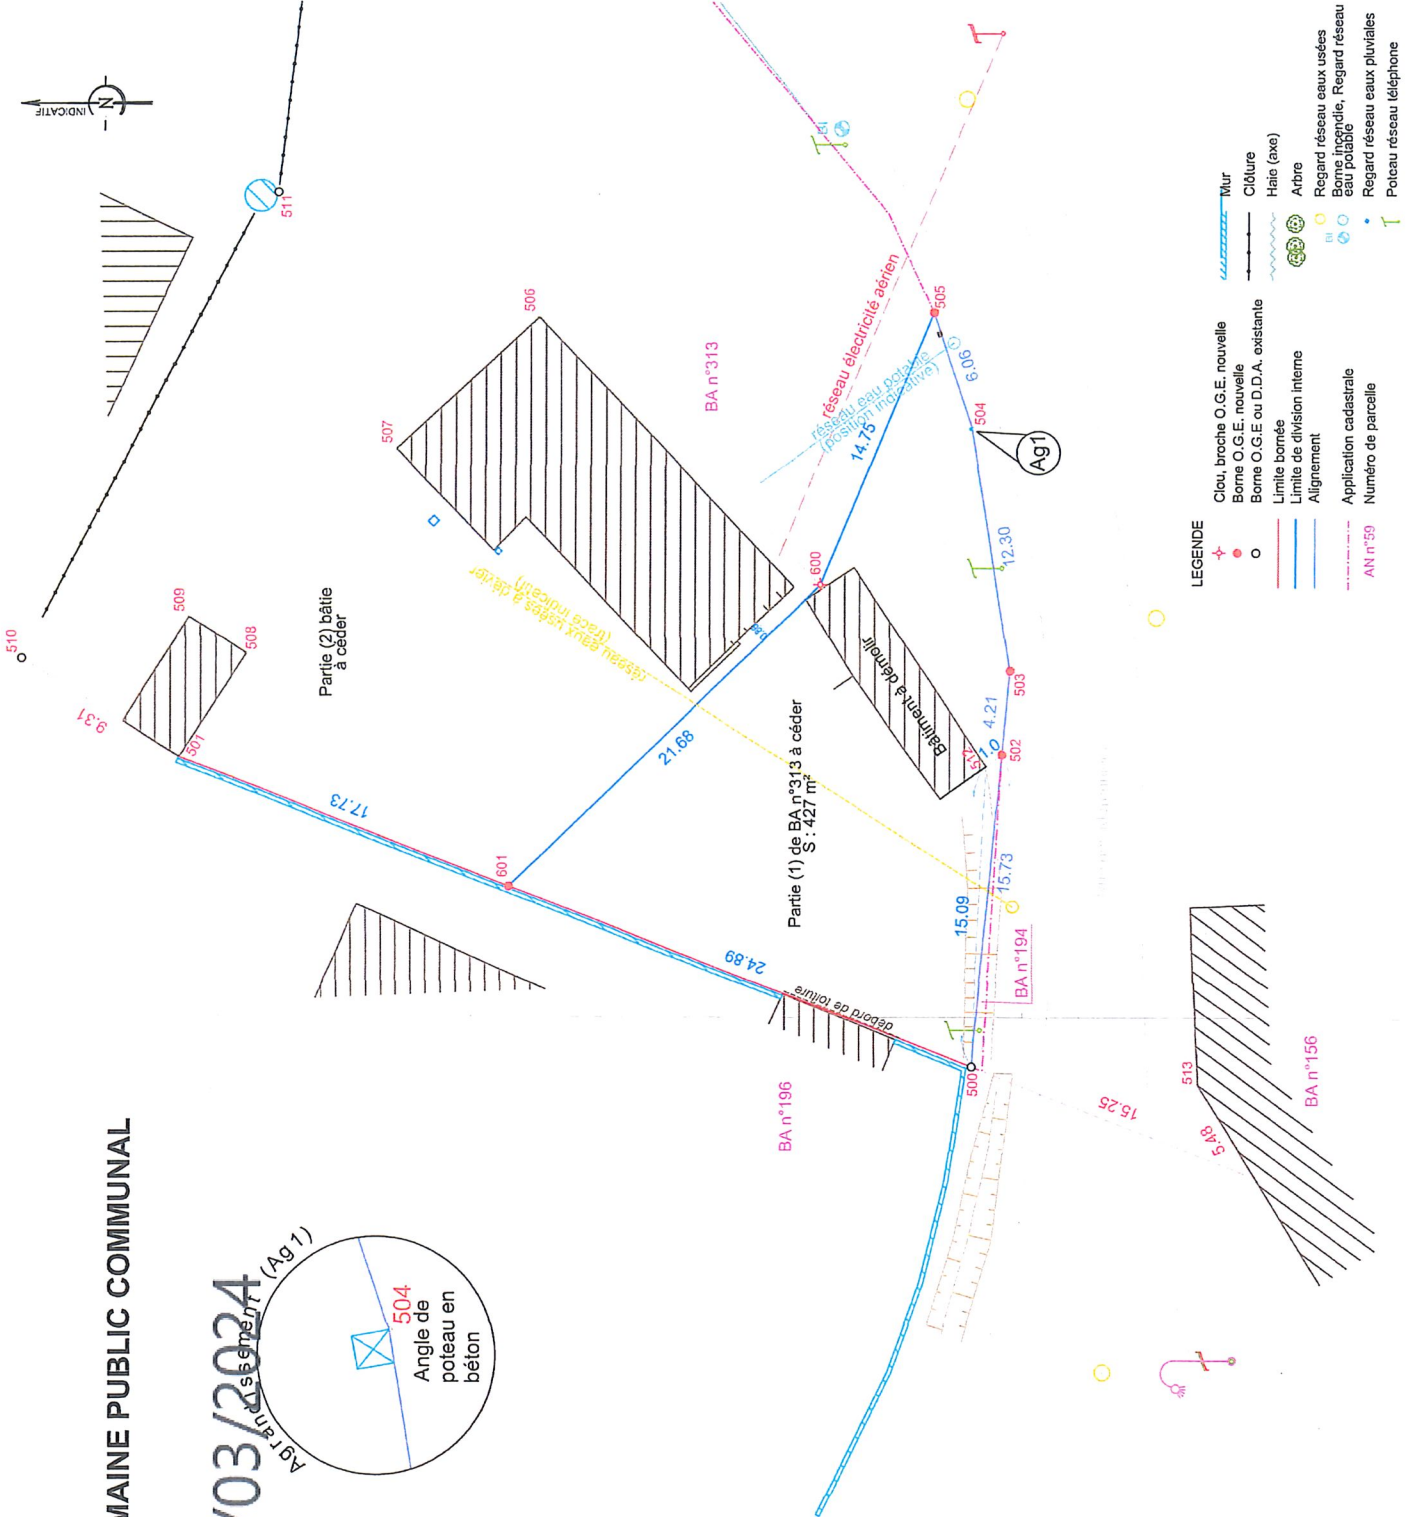 MAINE PUBLIC COMMUNAL
/03/2024
Agrandissement (Ag1)
504
Angle de
poteau en
béton
INDICATIF
N
510
511
9.31
509
508
501
Partie (2) bâtie
à céder
507
506
BA n°313
17.73
601
21.68
réseau eaux usées à dévier
(tracé indicatif)
0.86
600
14.75
réseau eau potable
(position indicative)
réseau électricité aérien
BI
505
6.06
504
Ag1
12.30
503
4.21
502
1.0
512
Batiment à démolir
Partie (1) de BA n°313 à céder
S : 427 m²
24.89
débord de toiture
15.09
15.73
BA n°194
500
BA n°196
15.25
5.48
513
BA n°156
LEGENDE
Clou, broche O.G.E. nouvelle
Borne O.G.E. nouvelle
Borne O.G.E ou D.D.A. existante
Limite bornée
Limite de division interne
Alignement
Application cadastrale
AN n°59 Numéro de parcelle
Mur
Clôture
Haie (axe)
Arbre
Regard réseau eaux usées
BI Borne incendie, Regard réseau
eau potable
Regard réseau eaux pluviales
Poteau réseau téléphone